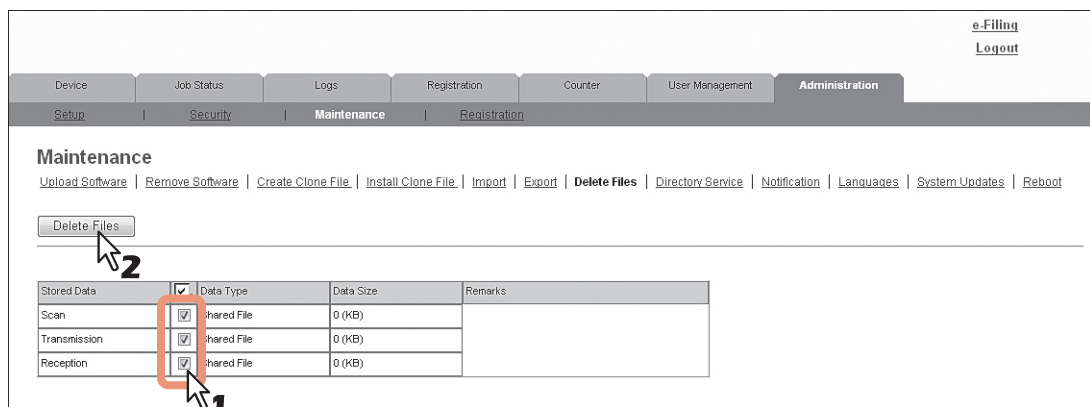 e-Filing
Logout
Device Job Status Logs Registration Counter User Management Administration
Setup | Security | Maintenance | Registration
Maintenance
Upload Software | Remove Software | Create Clone File | Install Clone File | Import | Export | Delete Files | Directory Service | Notification | Languages | System Updates | Reboot
Delete Files
2
Stored Data Data Type Data Size Remarks
Scan Shared File 0 (KB)
Transmission Shared File 0 (KB)
Reception Shared File 0 (KB)
1